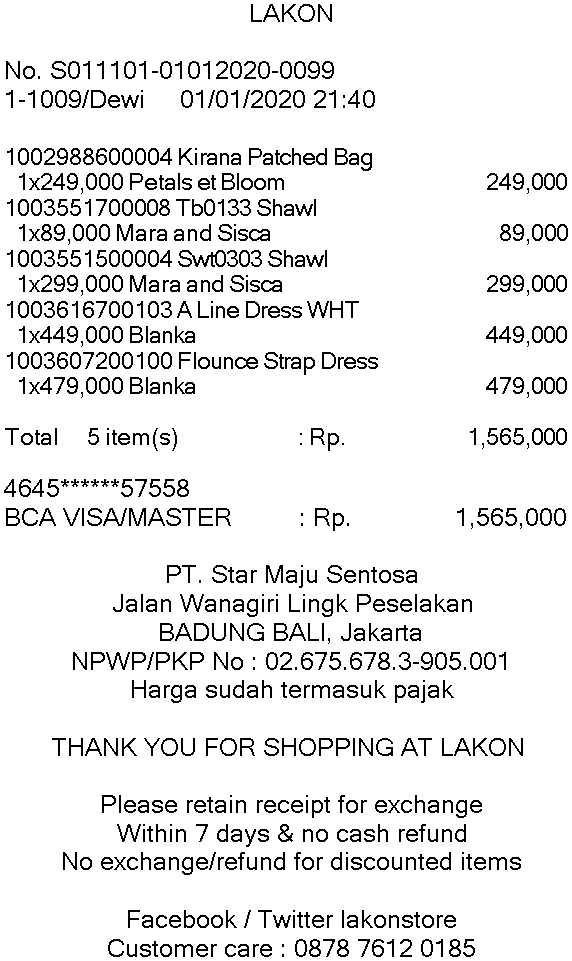 LAKON
No. S011101-01012020-0099
1-1009/Dewi 01/01/2020 21:40
1002988600004 Kirana Patched Bag
1x249,000 Petals et Bloom 249,000
1003551700008 Tb0133 Shawl
1x89,000 Mara and Sisca 89,000
1003551500004 Swt0303 Shawl
1x299,000 Mara and Sisca 299,000
1003616700103 A Line Dress WHT
1x449,000 Blanka 449,000
1003607200100 Flounce Strap Dress
1x479,000 Blanka 479,000
Total 5 item(s) : Rp. 1,565,000
4645******57558
BCA VISA/MASTER : Rp. 1,565,000
PT. Star Maju Sentosa
Jalan Wanagiri Lingk Peselakan
BADUNG BALI, Jakarta
NPWP/PKP No : 02.675.678.3-905.001
Harga sudah termasuk pajak
THANK YOU FOR SHOPPING AT LAKON
Please retain receipt for exchange
Within 7 days & no cash refund
No exchange/refund for discounted items
Facebook / Twitter lakonstore
Customer care : 0878 7612 0185